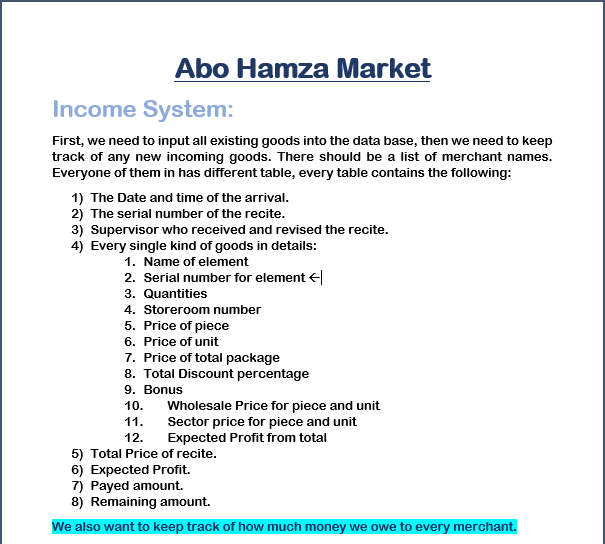 Abo Hamza Market
Income System:
First, we need to input all existing goods into the data base, then we need to keep
track of any new incoming goods. There should be a list of merchant names.
Everyone of them in has different table, every table contains the following:
1) The Date and time of the arrival.
2) The serial number of the recite.
3) Supervisor who received and revised the recite.
4) Every single kind of goods in details:
1. Name of element
2. Serial number for element ←
3. Quantities
4. Storeroom number
5. Price of piece
6. Price of unit
7. Price of total package
8. Total Discount percentage
9. Bonus
10. Wholesale Price for piece and unit
11. Sector price for piece and unit
12. Expected Profit from total
5) Total Price of recite.
6) Expected Profit.
7) Payed amount.
8) Remaining amount.
We also want to keep track of how much money we owe to every merchant.